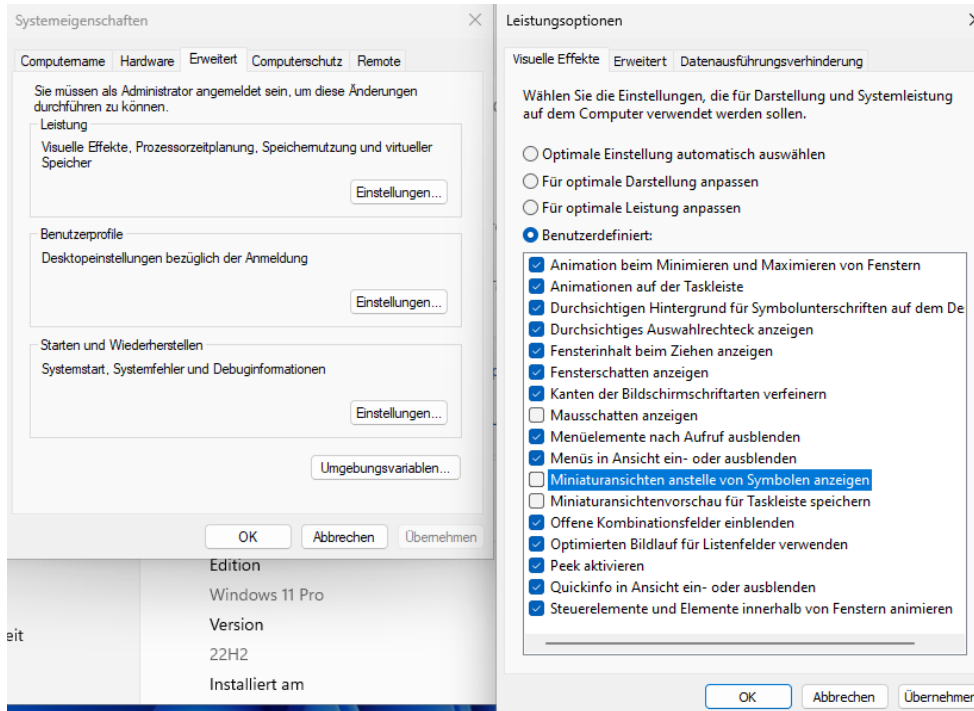 Systemeigenschaften
Computername Hardware Erweitert Computerschutz Remote
Sie müssen als Administrator angemeldet sein, um diese Änderungen
durchführen zu können.
Leistung
Visuelle Effekte, Prozessorzeitplanung, Speichernutzung und virtueller
Speicher
Einstellungen...
Benutzerprofile
Desktopeinstellungen bezüglich der Anmeldung
Einstellungen...
Starten und Wiederherstellen
Systemstart, Systemfehler und Debuginformationen
Einstellungen...
Umgebungsvariablen...
OK Abbrechen Übernehmen
Edition
Windows 11 Pro
Version
22H2
Installiert am
eit
Leistungsoptionen
Visuelle Effekte Erweitert Datenausführungsverhinderung
Wählen Sie die Einstellungen, die für Darstellung und Systemleistung
auf dem Computer verwendet werden sollen.
Optimale Einstellung automatisch auswählen
Für optimale Darstellung anpassen
Für optimale Leistung anpassen
Benutzerdefiniert:
Animation beim Minimieren und Maximieren von Fenstern
Animationen auf der Taskleiste
Durchsichtigen Hintergrund für Symbolunterschriften auf dem De
Durchsichtiges Auswahlrechteck anzeigen
Fensterinhalt beim Ziehen anzeigen
Fensterschatten anzeigen
Kanten der Bildschirmschriftarten verfeinern
Mausschatten anzeigen
Menüelemente nach Aufruf ausblenden
Menüs in Ansicht ein- oder ausblenden
Miniaturansichten anstelle von Symbolen anzeigen
Miniaturansichtenvorschau für Taskleiste speichern
Offene Kombinationsfelder einblenden
Optimierten Bildlauf für Listenfelder verwenden
Peek aktivieren
Quickinfo in Ansicht ein- oder ausblenden
Steuerelemente und Elemente innerhalb von Fenstern animieren
OK Abbrechen Übernehmen